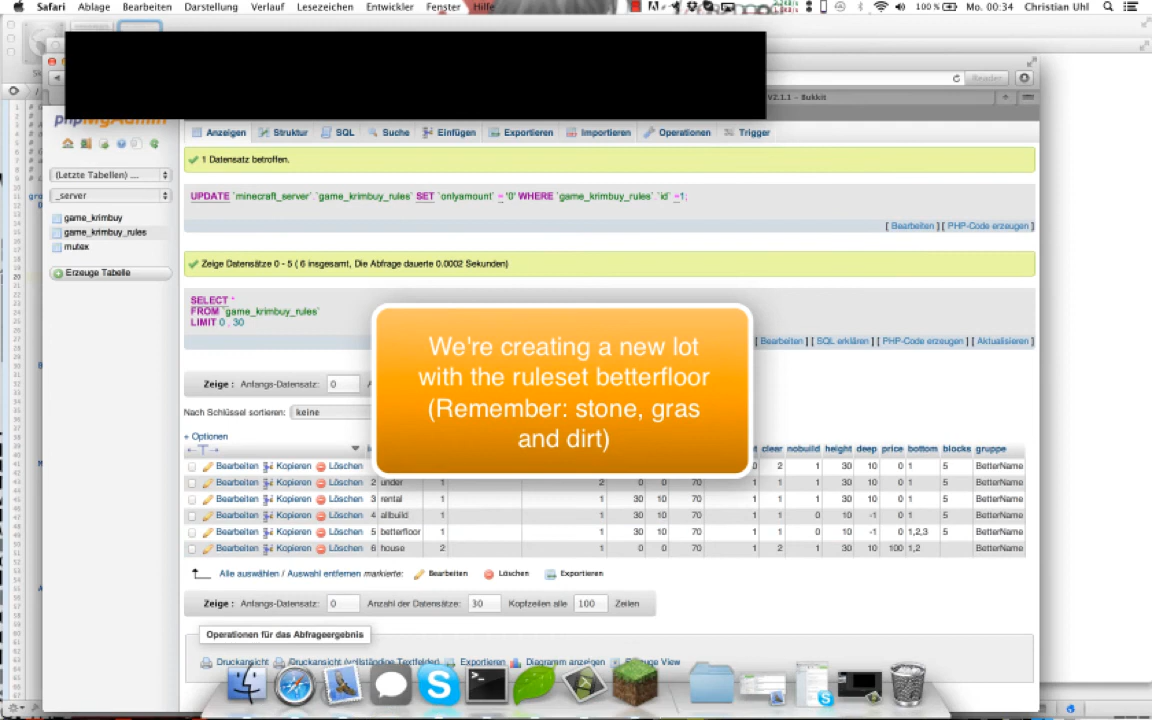 Safari Ablage Bearbeiten Darstellung Verlauf Lesezeichen Entwickler Fenster Hilfe 100 % Mo. 00:34 Christian Uhl
Reader
V2.1.1 – Bukkit
phpMyAdmin
Anzeigen Struktur SQL Suche Einfügen Exportieren Importieren Operationen Trigger
1 Datensatz betroffen.
(Letzte Tabellen) ...
_server
UPDATE `minecraft_server`.`game_krimbuy_rules` SET `onlyamount` = '0' WHERE `game_krimbuy_rules`.`id` =1;
game_krimbuy
[ Bearbeiten ] [ PHP-Code erzeugen ]
game_krimbuy_rules
mutex
Zeige Datensätze 0 - 5 ( 6 insgesamt, Die Abfrage dauerte 0.0002 Sekunden)
Erzeuge Tabelle
SELECT *
FROM `game_krimbuy_rules`
LIMIT 0 , 30
[ Bearbeiten ] [ SQL erklären ] [ PHP-Code erzeugen ] [ Aktualisieren ]
We're creating a new lot
with the ruleset betterfloor
(Remember: stone, gras
and dirt)
Zeige : Anfangs-Datensatz: 0
Nach Schlüssel sortieren: keine
+ Optionen
clear nobuild height deep price bottom blocks gruppe
Bearbeiten Kopieren Löschen 2 1 30 10 0 1 5 BetterName
Bearbeiten Kopieren Löschen 2 under 1 2 0 0 70 1 1 1 30 10 0 1 5 BetterName
Bearbeiten Kopieren Löschen 3 rental 1 1 30 10 70 1 1 1 30 10 0 1 5 BetterName
Bearbeiten Kopieren Löschen 4 allbuild 1 1 30 10 70 1 1 0 10 -1 0 1 5 BetterName
Bearbeiten Kopieren Löschen 5 betterfloor 1 1 30 10 70 1 1 0 10 -1 0 1,2,3 5 BetterName
Bearbeiten Kopieren Löschen 6 house 2 1 0 0 70 1 2 1 30 10 100 1,2 BetterName
Alle auswählen / Auswahl entfernen markierte: Bearbeiten Löschen Exportieren
Zeige : Anfangs-Datensatz: 0 Anzahl der Datensätze: 30 Kopfzeilen alle 100 Zeilen
Operationen für das Abfrageergebnis
Druckansicht Druckansicht (vollständige Textfelder) Exportieren Diagramm anzeigen View